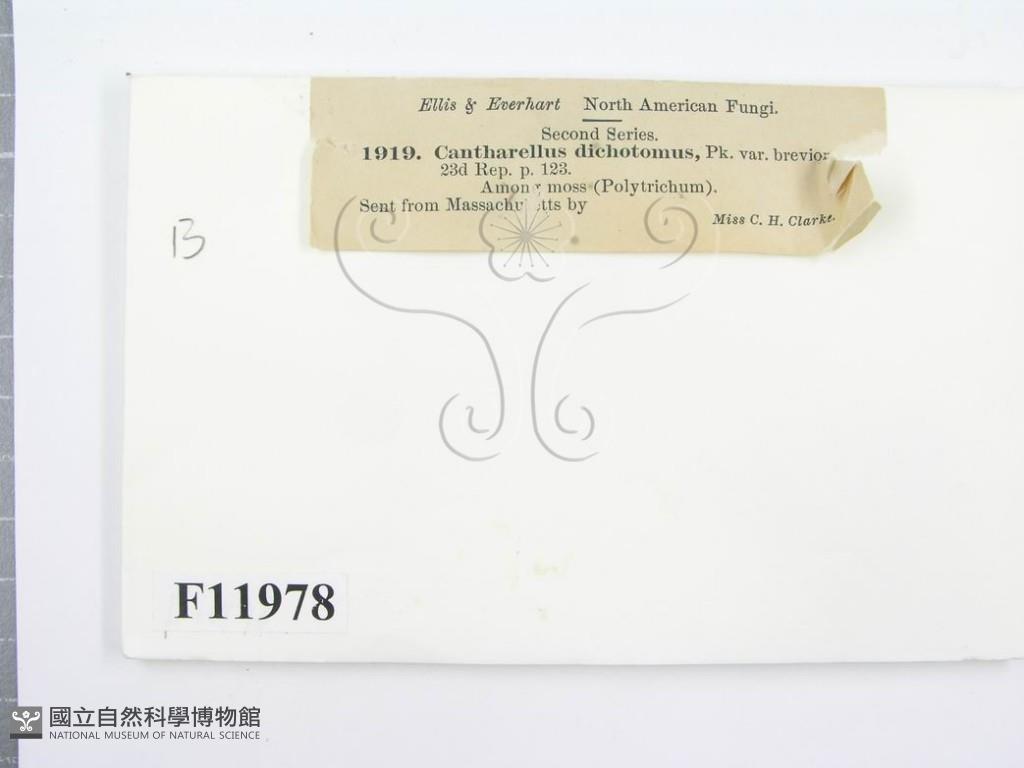 Ellis & Everhart North American Fungi.
Second Series.
1919. Cantharellus dichotomus, Pk. var. brevior
23d Rep. p. 123.
Among moss (Polytrichum).
Sent from Massachusetts by
Miss C. H. Clarke.
B
F11978
國立自然科學博物館
NATIONAL MUSEUM OF NATURAL SCIENCE